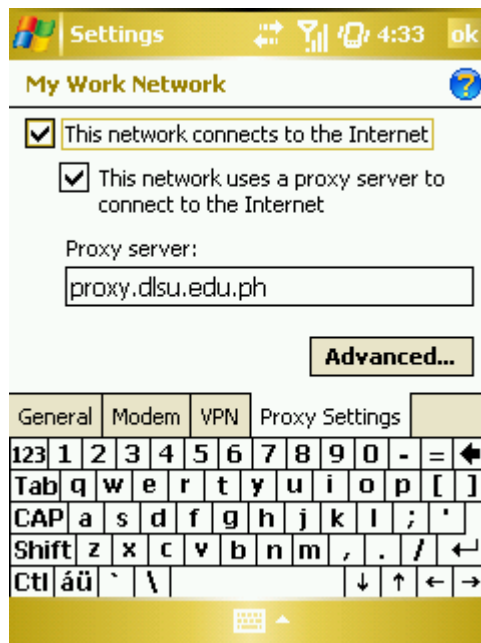 Settings 4:33 ok
My Work Network ?
This network connects to the Internet
This network uses a proxy server to
connect to the Internet
Proxy server:
proxy.dlsu.edu.ph
Advanced...
General Modem VPN Proxy Settings
123 1 2 3 4 5 6 7 8 9 0 - = 🡄
Tab q w e r t y u i o p [ ]
CAP a s d f g h j k l ; '
Shift z x c v b n m , . / ↵
Ctl áü ` \ ↓ ↑ ← →